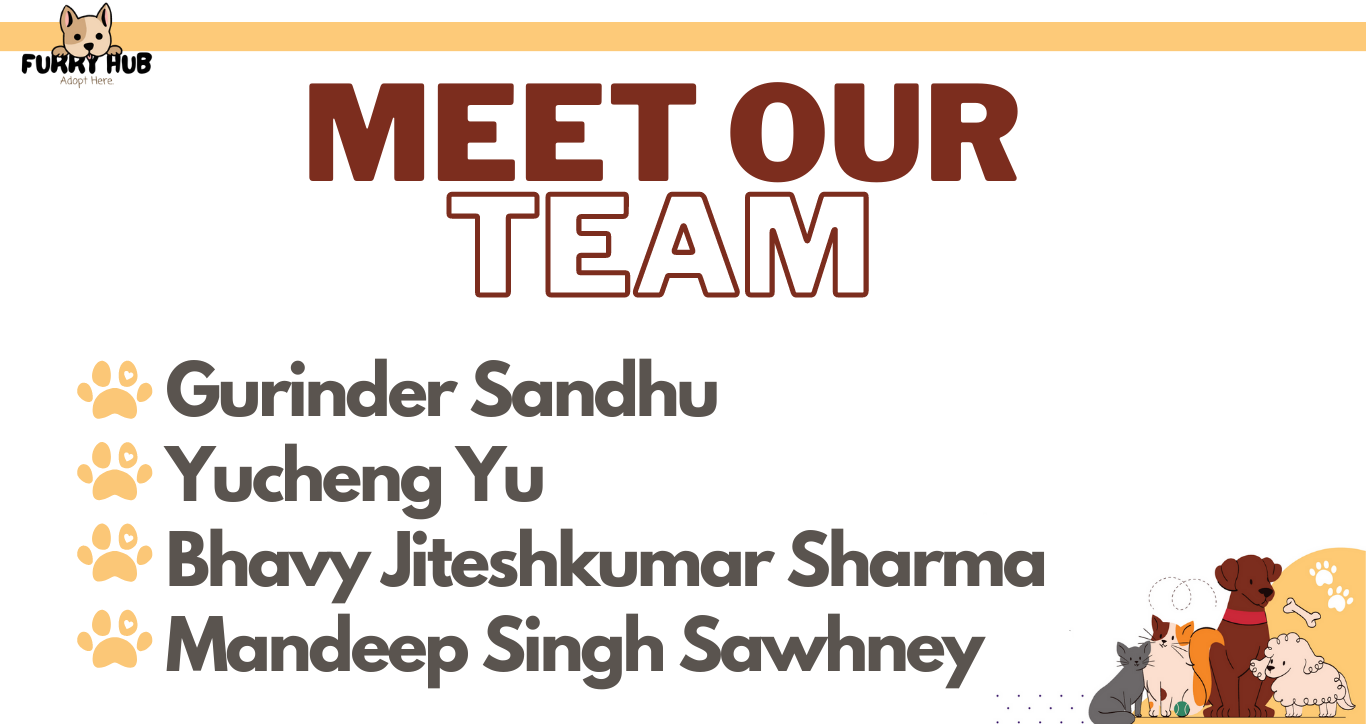 FURRY HUB
Adopt Here.
MEET OUR
TEAM
Gurinder Sandhu
Yucheng Yu
Bhavy Jiteshkumar Sharma
Mandeep Singh Sawhney